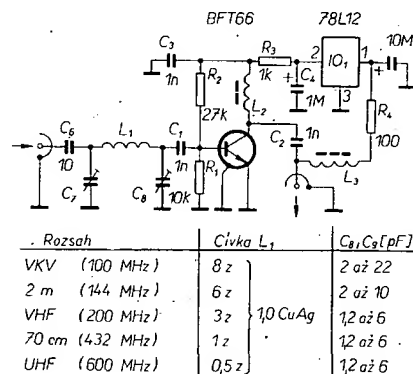 BFT66 78L12
C3 1n R2 27k R3 1k 2 IO1 1 10M
+ C4 1M 3 + R4 100
L2
C6 10 L1 C1 1n C2 1n
C7 C8 10k R1 L3
Rozsah Cívka L1 C8, C9 [pF]
VKV (100 MHz) 8 z 2 až 22
2 m (144 MHz) 6 z 2 až 10
VHF (200 MHz) 3 z 1,0 CuAg 1,2 až 6
70 cm (432 MHz) 1 z 1,2 až 6
UHF (600 MHz) 0,5 z 1,2 až 6